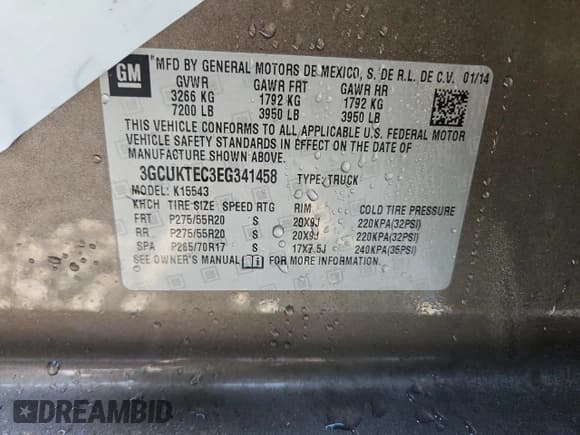 GM
MFD BY GENERAL MOTORS DE MEXICO, S. DE R.L. DE C.V. 01/14
GVWR GAWR FRT GAWR RR
3266 KG 1792 KG 1792 KG
7200 LB 3950 LB 3950 LB
THIS VEHICLE CONFORMS TO ALL APPLICABLE U.S. FEDERAL MOTOR
VEHICLE SAFETY STANDARDS IN EFFECT ON THE DATE OF
MANUFACTURE SHOWN ABOVE.
3GCUKTEC3EG341458 TYPE: TRUCK
MODEL: K15543
KHCH TIRE SIZE SPEED RTG RIM COLD TIRE PRESSURE
FRT P275/55R20 S 20X9J 220KPA(32PSI)
RR P275/55R20 S 20X9J 220KPA(32PSI)
SPA P265/70R17 S 17X7.5J 240KPA(35PSI)
SEE OWNER'S MANUAL FOR MORE INFORMATION.
DREAMBID